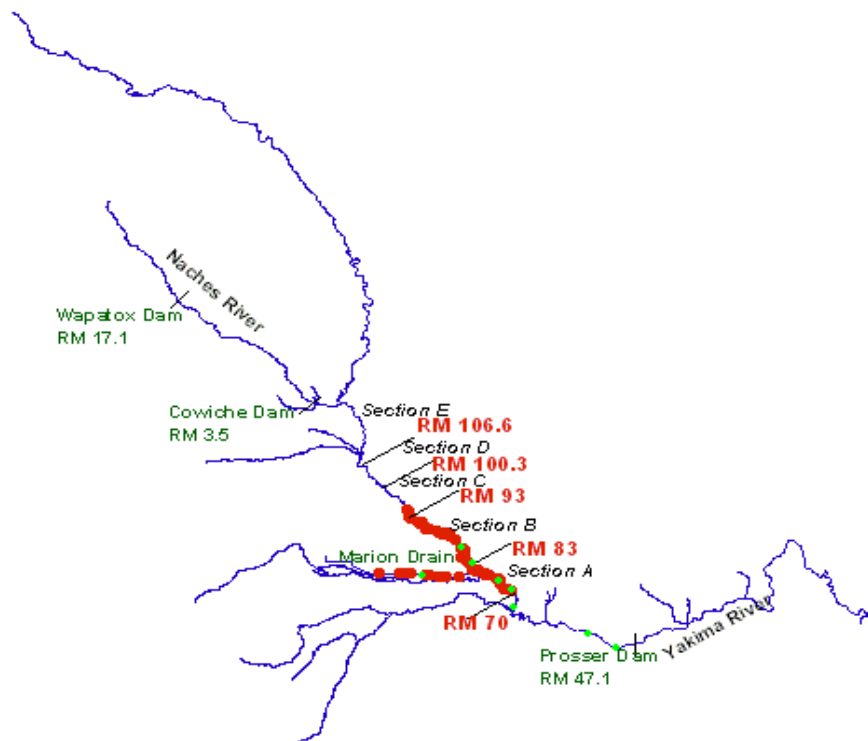 Naches River
Wapatox Dam
RM 17.1
Cowiche Dam
RM 3.5
Section E
RM 106.6
Section D
RM 100.3
Section C
RM 93
Section B
RM 83
Marion Drain
Section A
RM 70
Prosser Dam
RM 47.1
Yakima River